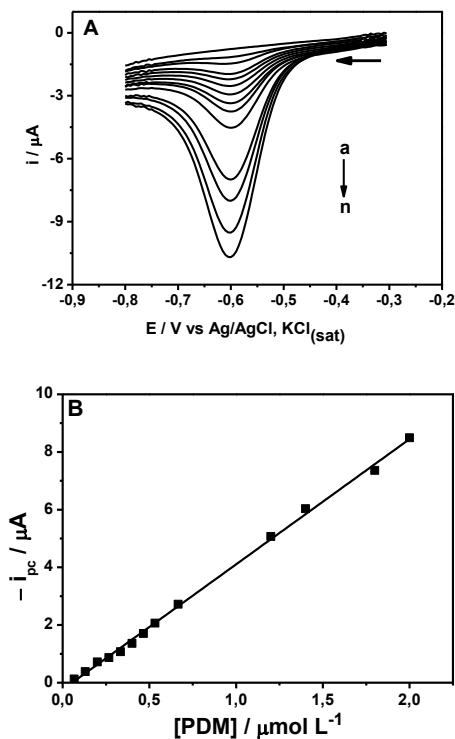 A
0
-3
-6
-9
-12
i / µA
a
n
-0,9 -0,8 -0,7 -0,6 -0,5 -0,4 -0,3 -0,2
E / V vs Ag/AgCl, KCl(sat)
B
10
8
6
4
2
0
– ipc / µA
0,0 0,5 1,0 1,5 2,0
[PDM] / µmol L-1